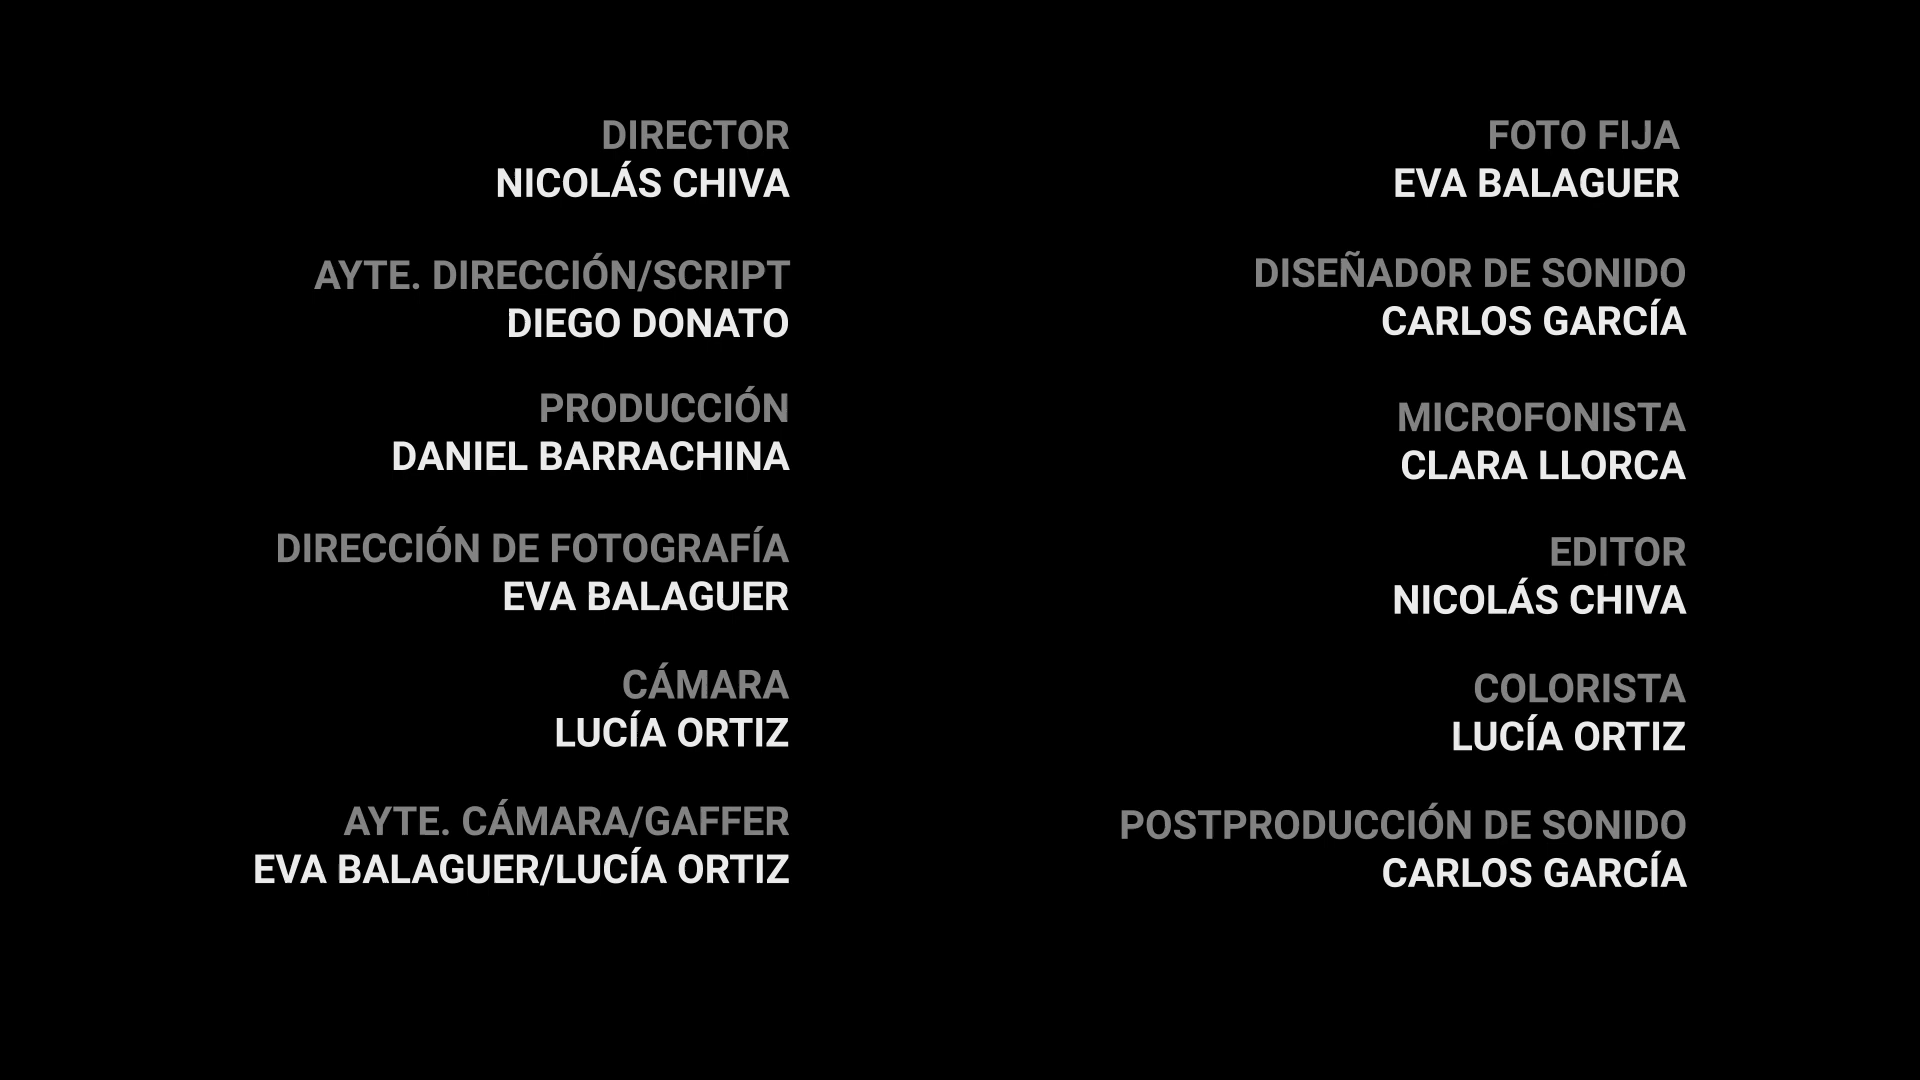 DIRECTOR
NICOLÁS CHIVA
AYTE. DIRECCIÓN/SCRIPT
DIEGO DONATO
PRODUCCIÓN
DANIEL BARRACHINA
DIRECCIÓN DE FOTOGRAFÍA
EVA BALAGUER
CÁMARA
LUCÍA ORTIZ
AYTE. CÁMARA/GAFFER
EVA BALAGUER/LUCÍA ORTIZ
FOTO FIJA
EVA BALAGUER
DISEÑADOR DE SONIDO
CARLOS GARCÍA
MICROFONISTA
CLARA LLORCA
EDITOR
NICOLÁS CHIVA
COLORISTA
LUCÍA ORTIZ
POSTPRODUCCIÓN DE SONIDO
CARLOS GARCÍA